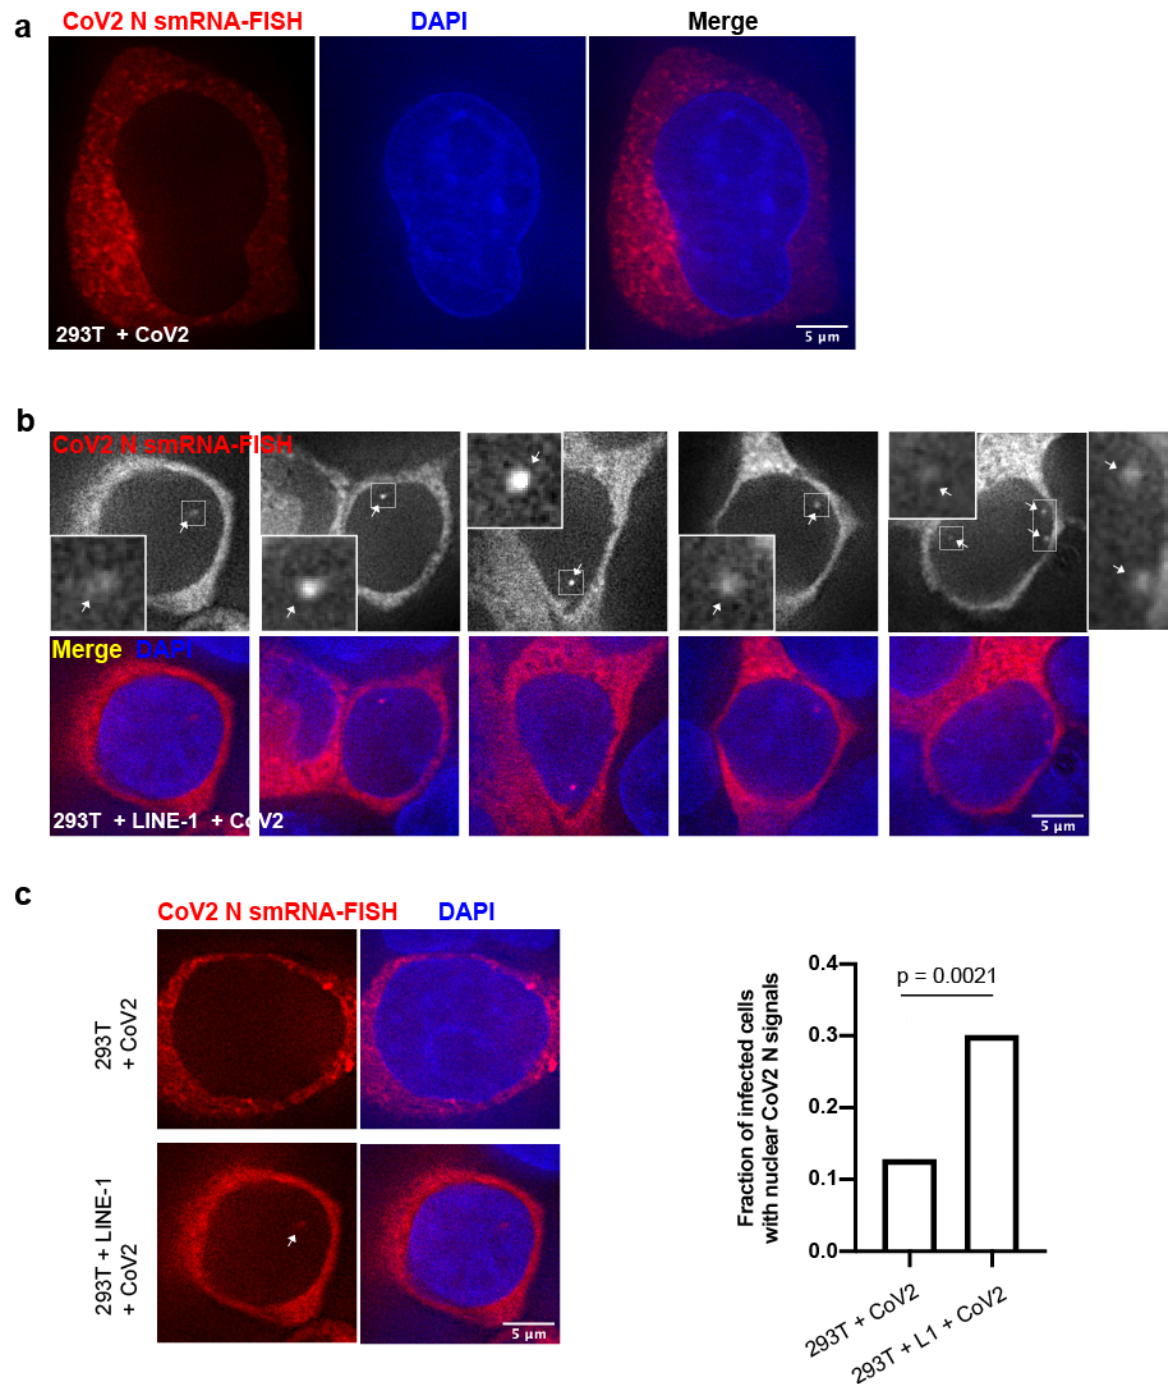 a
CoV2 N smRNA-FISH DAPI Merge
293T + CoV2
5 µm
b
CoV2 N smRNA-FISH
Merge DAPI
293T + LINE-1 + CoV2
5 µm
c
CoV2 N smRNA-FISH DAPI
293T
+ CoV2
293T + LINE-1
+ CoV2
5 µm
Fraction of infected cells
with nuclear CoV2 N signals
0.4
0.3
0.2
0.1
0.0
p = 0.0021
293T + CoV2
293T + L1 + CoV2